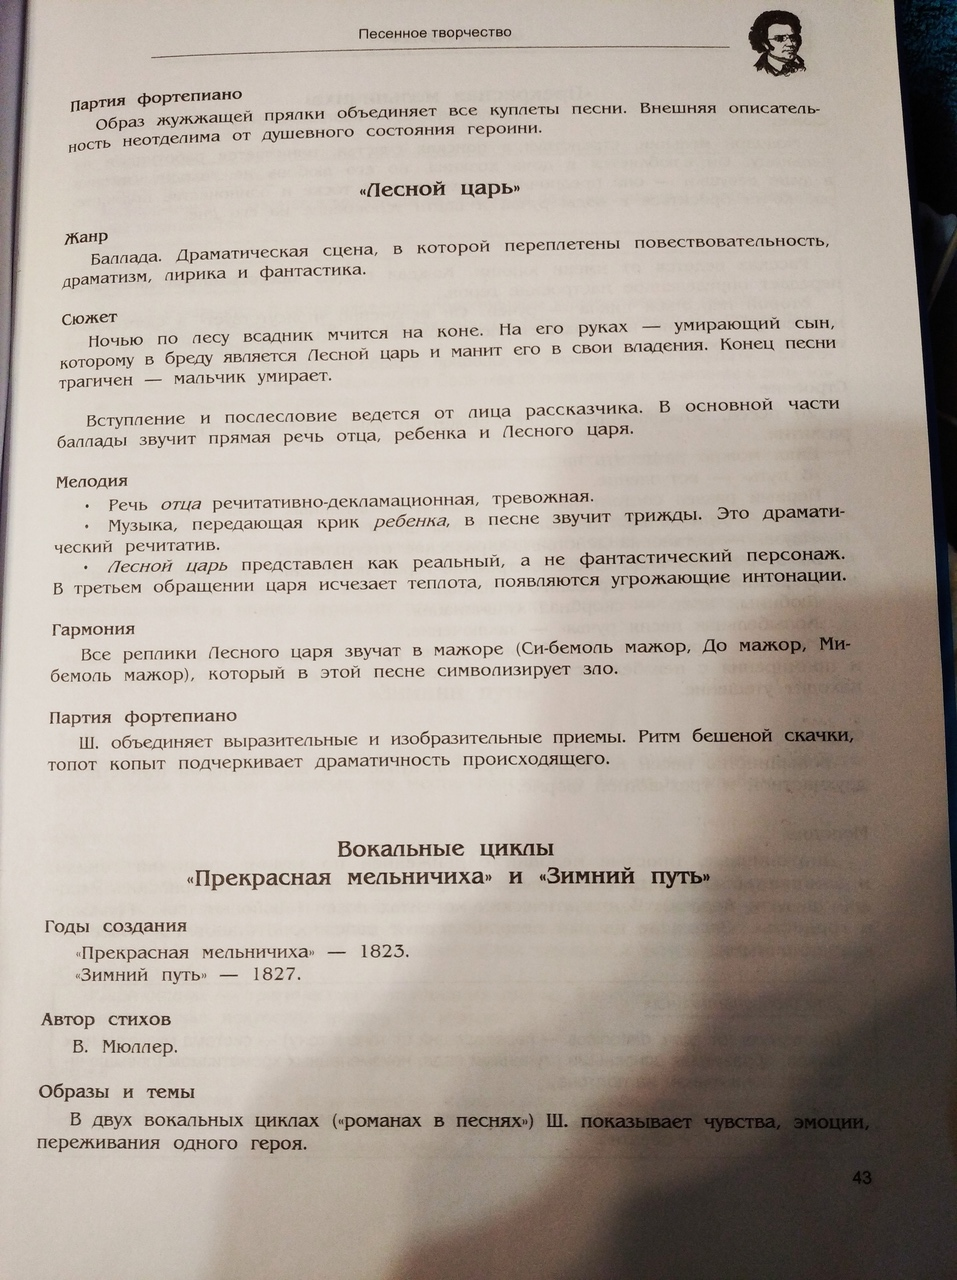 Песенное творчество
Партия фортепиано
Образ жужжащей прялки объединяет все куплеты песни. Внешняя описатель-
ность неотделима от душевного состояния героини.
«Лесной царь»
Жанр
Баллада. Драматическая сцена, в которой переплетены повествовательность,
драматизм, лирика и фантастика.
Сюжет
Ночью по лесу всадник мчится на коне. На его руках — умирающий сын,
которому в бреду является Лесной царь и манит его в свои владения. Конец песни
трагичен — мальчик умирает.
Вступление и послесловие ведется от лица рассказчика. В основной части
баллады звучит прямая речь отца, ребенка и Лесного царя.
Мелодия
• Речь отца речитативно-декламационная, тревожная.
• Музыка, передающая крик ребенка, в песне звучит трижды. Это драмати-
ческий речитатив.
• Лесной царь представлен как реальный, а не фантастический персонаж.
В третьем обращении царя исчезает теплота, появляются угрожающие интонации.
Гармония
Все реплики Лесного царя звучат в мажоре (Си-бемоль мажор, До мажор, Ми-
бемоль мажор), который в этой песне символизирует зло.
Партия фортепиано
Ш. объединяет выразительные и изобразительные приемы. Ритм бешеной скачки,
топот копыт подчеркивает драматичность происходящего.
Вокальные циклы
«Прекрасная мельничиха» и «Зимний путь»
Годы создания
«Прекрасная мельничиха» — 1823.
«Зимний путь» — 1827.
Автор стихов
В. Мюллер.
Образы и темы
В двух вокальных циклах («романах в песнях») Ш. показывает чувства, эмоции,
переживания одного героя.
43